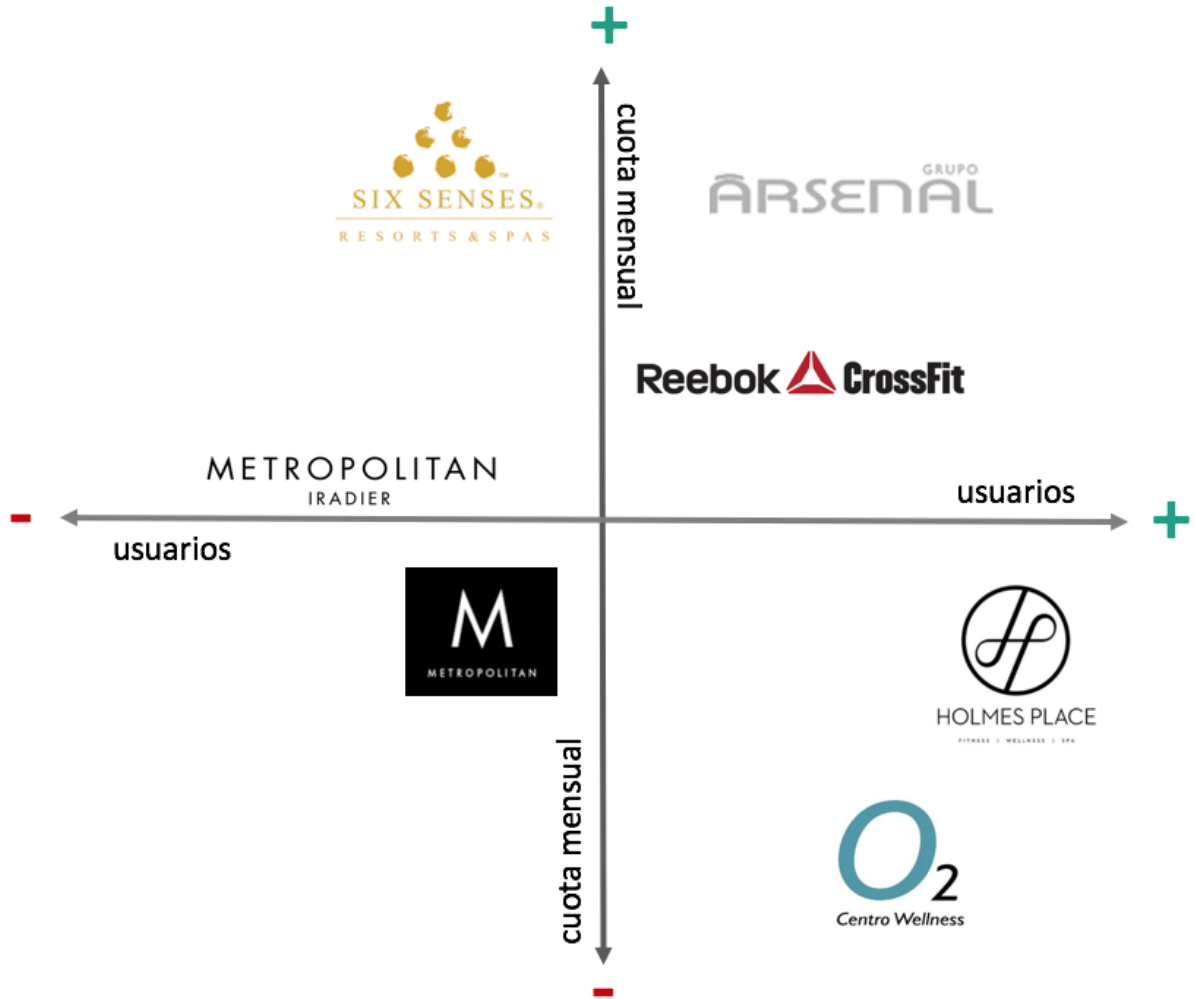 +
cuota mensual
SIX SENSES®
RESORTS & SPAS
™
GRUPO
ARSENAL
Reebok CrossFit
METROPOLITAN
IRADIER
usuarios
-
+
usuarios
M
METROPOLITAN
HOLMES PLACE
FITNESS | WELLNESS | SPA
cuota mensual
O2
Centro Wellness
-